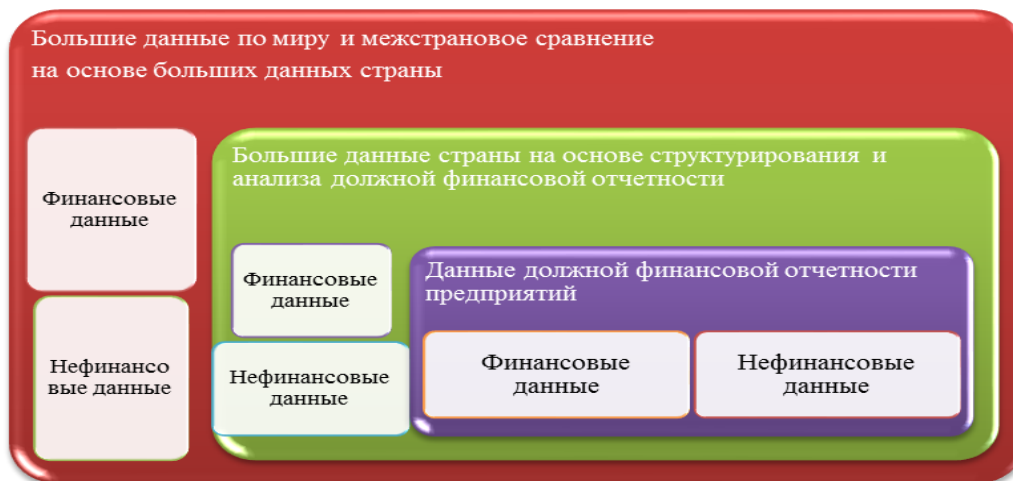 Большие данные по миру и межстрановое сравнение
на основе больших данных страны
Финансовые
данные
Нефинансо
вые данные
Большие данные страны на основе структурирования и
анализа должной финансовой отчетности
Финансовые
данные
Нефинансовые
данные
Данные должной финансовой отчетности
предприятий
Финансовые
данные
Нефинансовые
данные